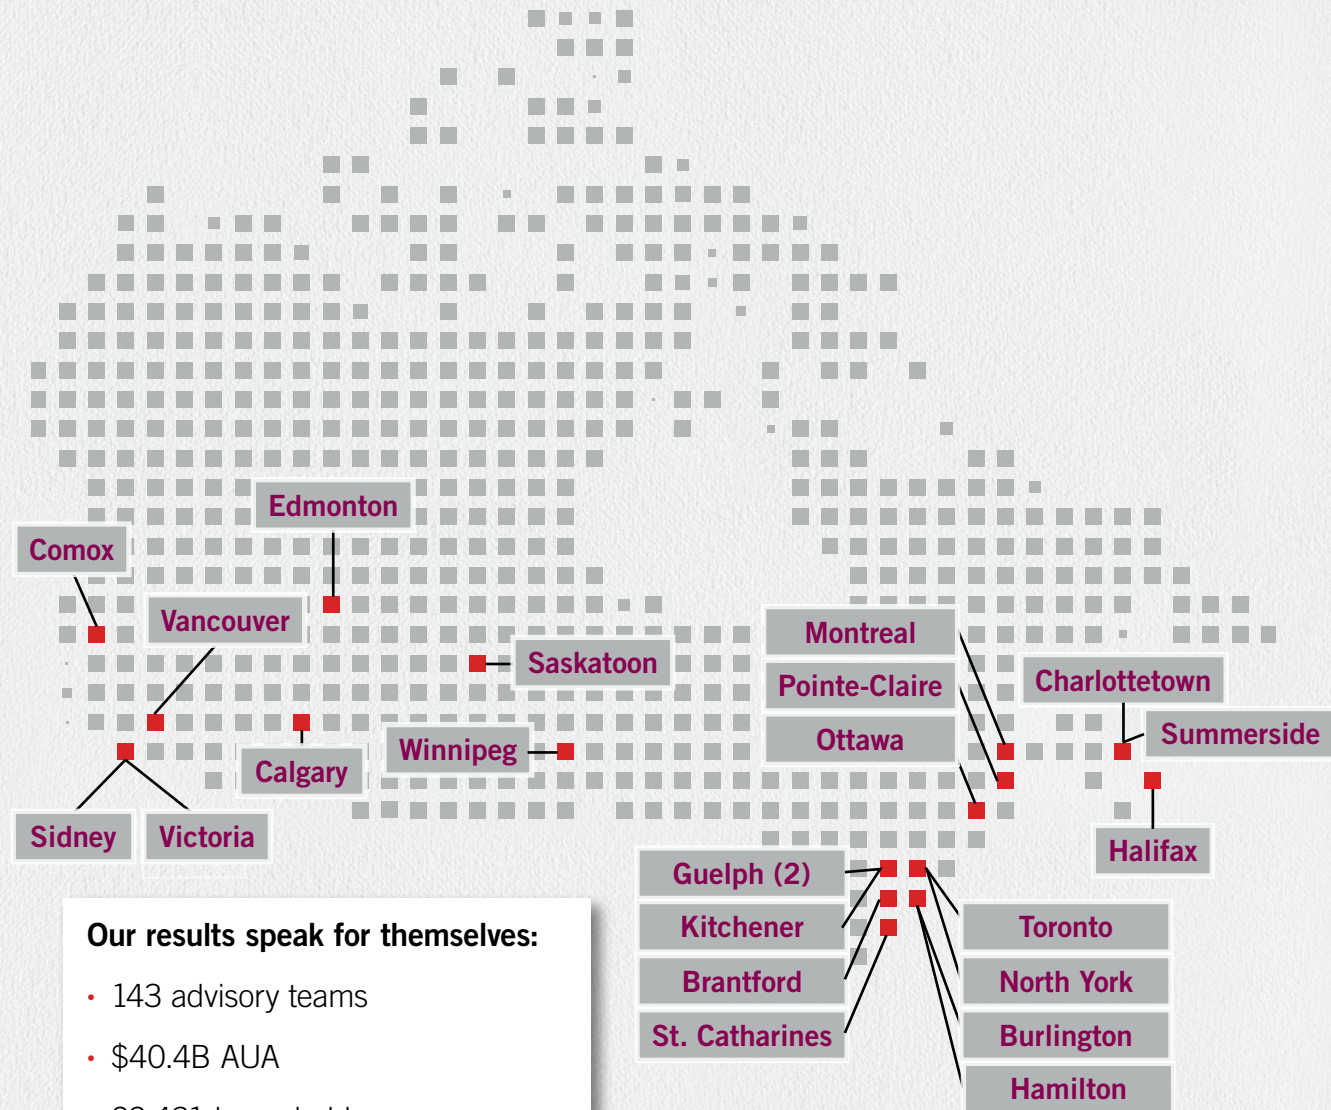 Edmonton
Comox
Vancouver
Saskatoon
Montreal
Pointe-Claire
Ottawa
Charlottetown
Summerside
Winnipeg
Calgary
Sidney
Victoria
Halifax
Guelph (2)
Kitchener
Brantford
St. Catharines
Toronto
North York
Burlington
Hamilton
Our results speak for themselves:
• 143 advisory teams
• $40.4B AUA